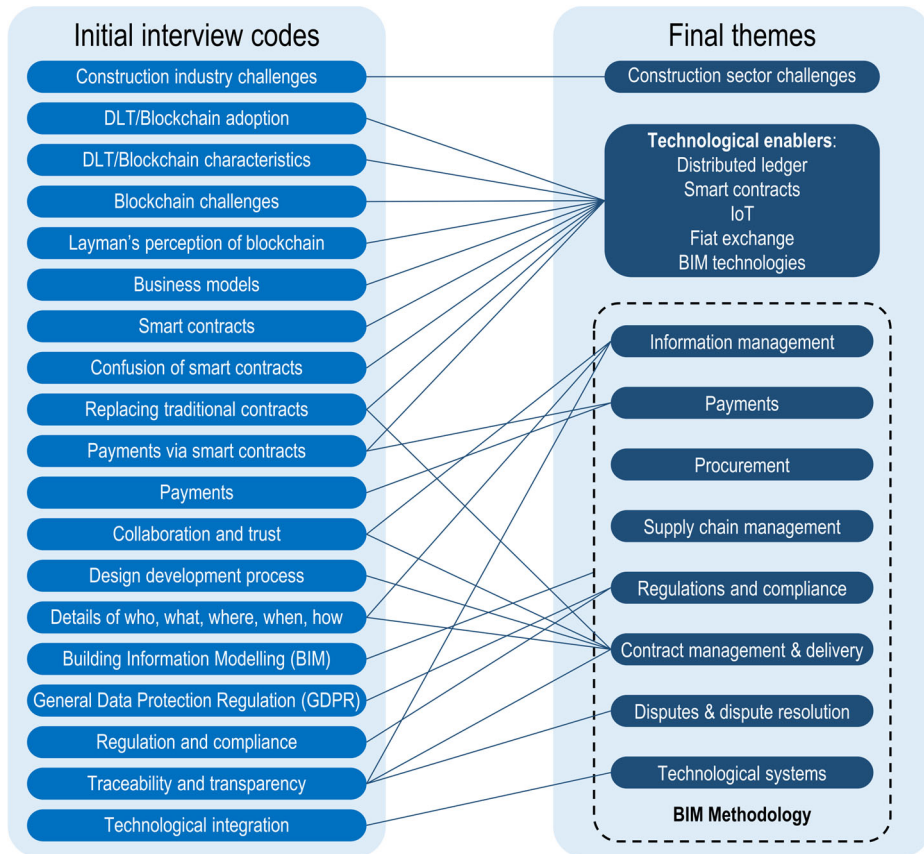 Initial interview codes
Construction industry challenges
DLT/Blockchain adoption
DLT/Blockchain characteristics
Blockchain challenges
Layman's perception of blockchain
Business models
Smart contracts
Confusion of smart contracts
Replacing traditional contracts
Payments via smart contracts
Payments
Collaboration and trust
Design development process
Details of who, what, where, when, how
Building Information Modelling (BIM)
General Data Protection Regulation (GDPR)
Regulation and compliance
Traceability and transparency
Technological integration
Final themes
Construction sector challenges
Technological enablers:
Distributed ledger
Smart contracts
IoT
Fiat exchange
BIM technologies
Information management
Payments
Procurement
Supply chain management
Regulations and compliance
Contract management & delivery
Disputes & dispute resolution
Technological systems
BIM Methodology